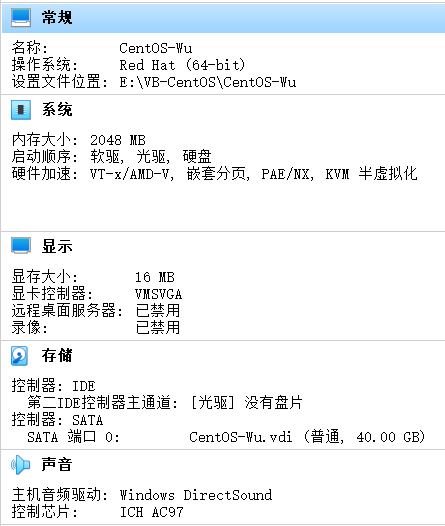 常规
名称: CentOS-Wu
操作系统: Red Hat (64-bit)
设置文件位置: E:\VB-CentOS\CentOS-Wu
系统
内存大小: 2048 MB
启动顺序: 软驱, 光驱, 硬盘
硬件加速: VT-x/AMD-V, 嵌套分页, PAE/NX, KVM 半虚拟化
显示
显存大小: 16 MB
显卡控制器: VMSVGA
远程桌面服务器: 已禁用
录像: 已禁用
存储
控制器: IDE
第二IDE控制器主通道: [光驱] 没有盘片
控制器: SATA
SATA 端口 0: CentOS-Wu.vdi (普通, 40.00 GB)
声音
主机音频驱动: Windows DirectSound
控制芯片: ICH AC97